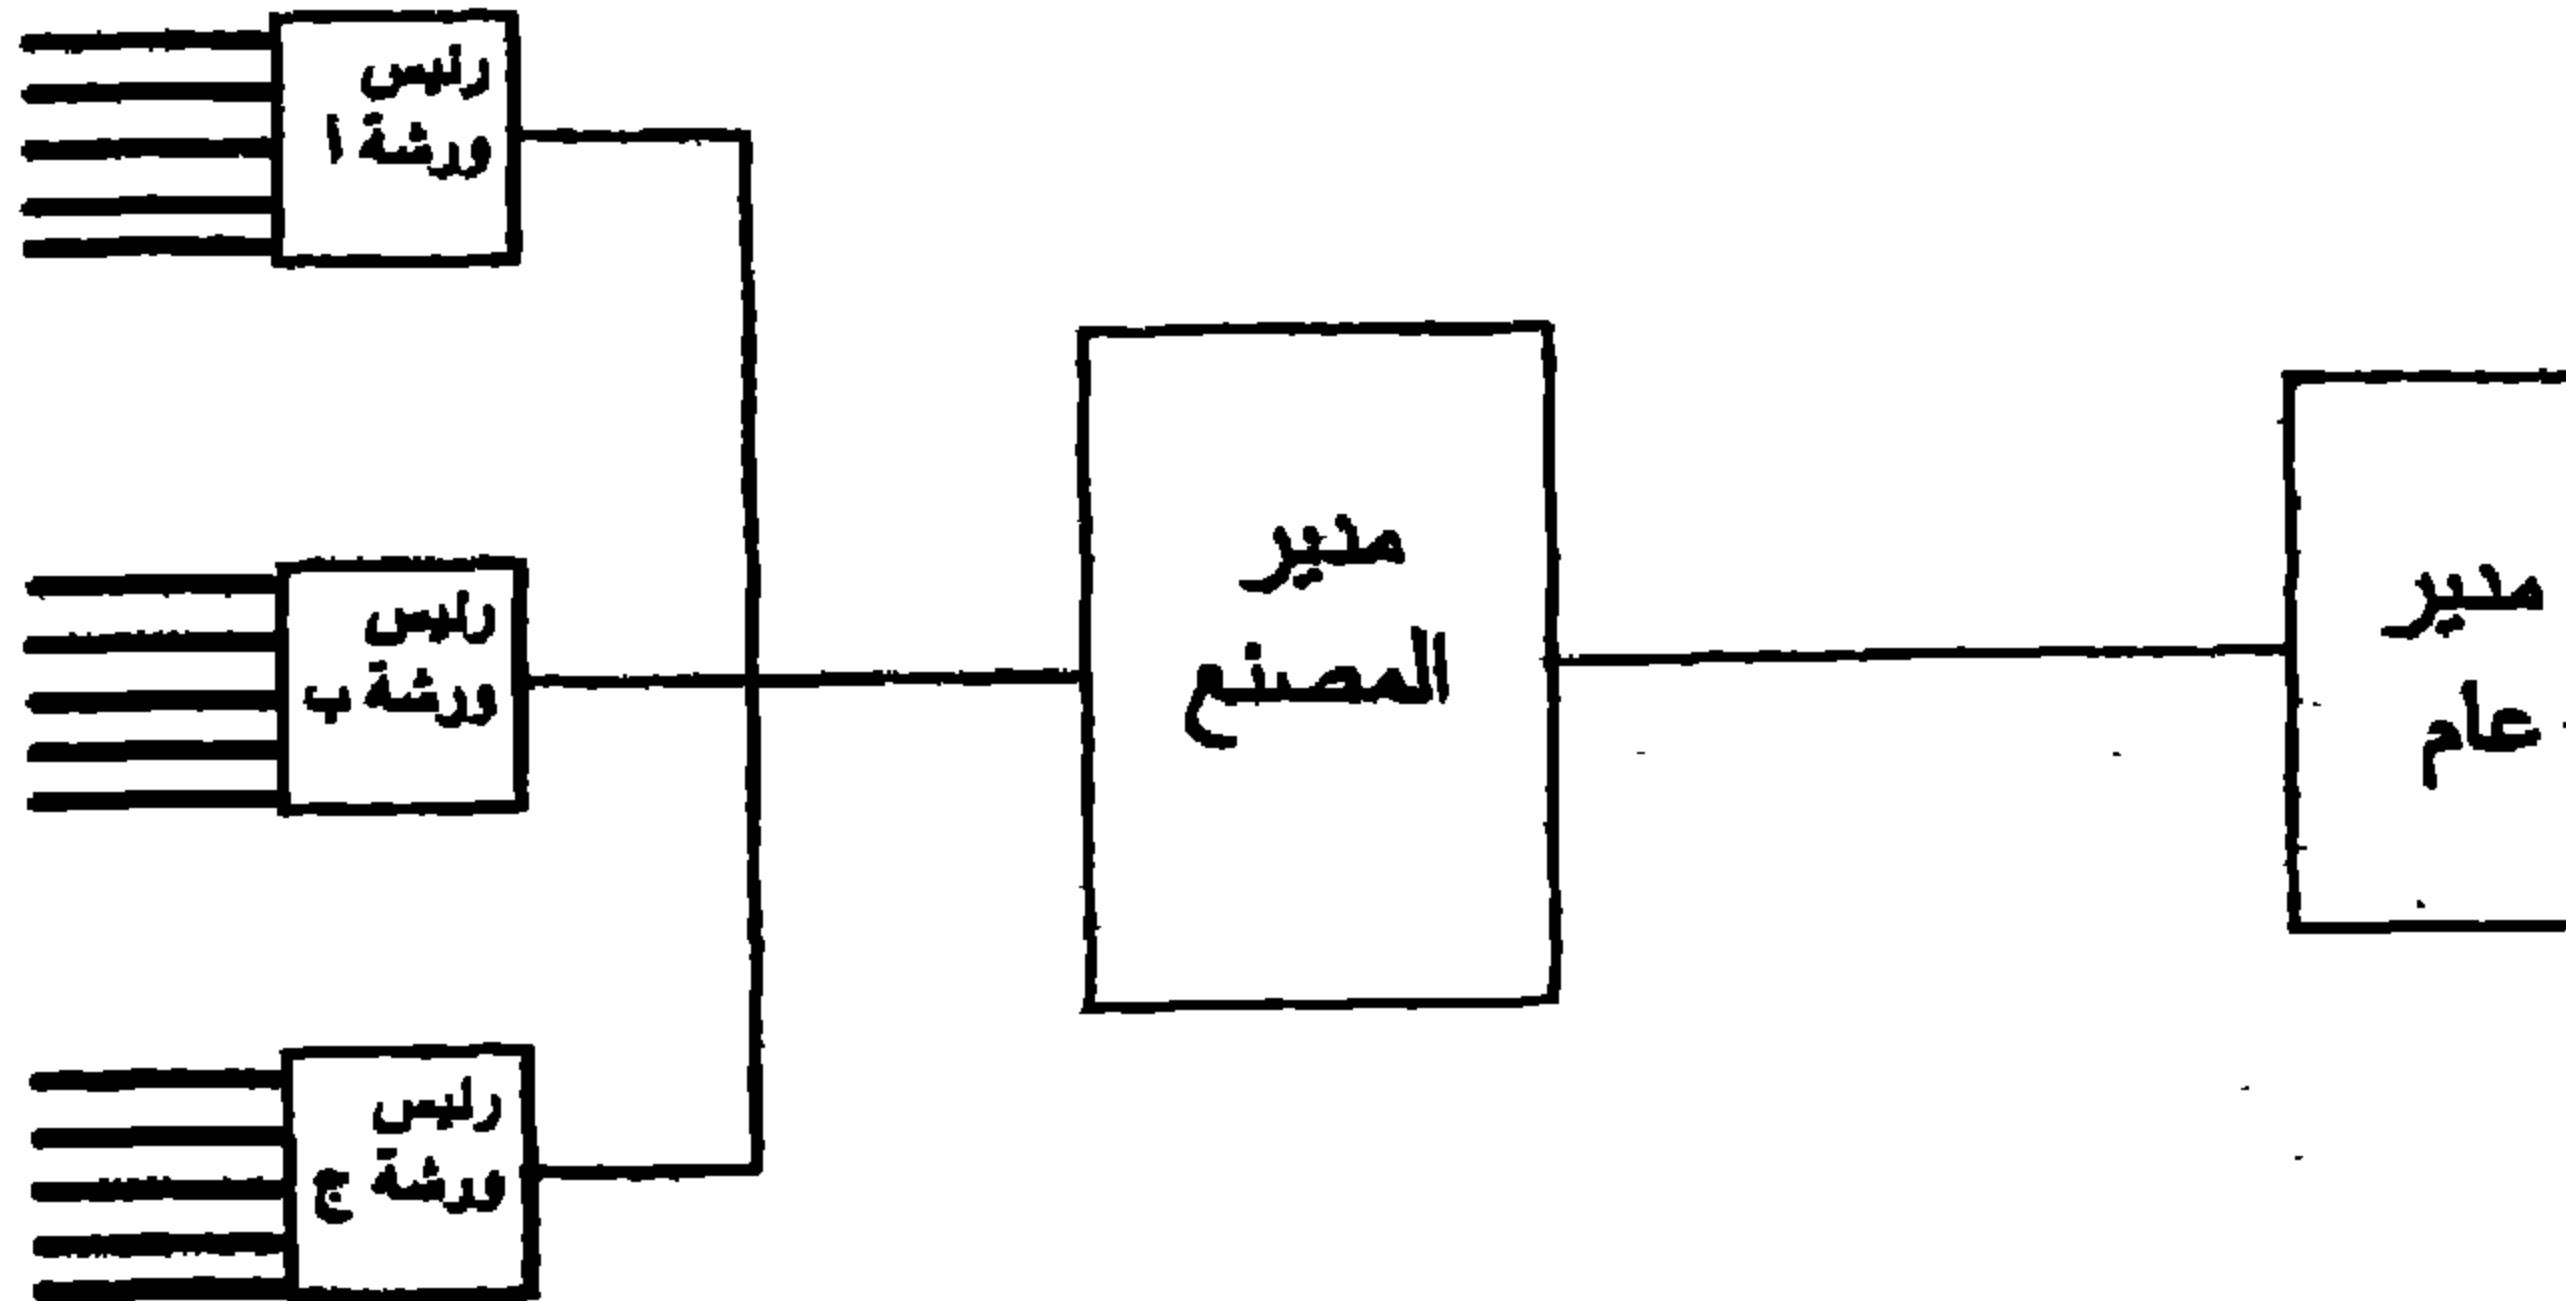 رئيس
ورشة ا
مدير
المصنع
مدير
عام
رئيس
ورشة ب
رئيس
ورشة ج